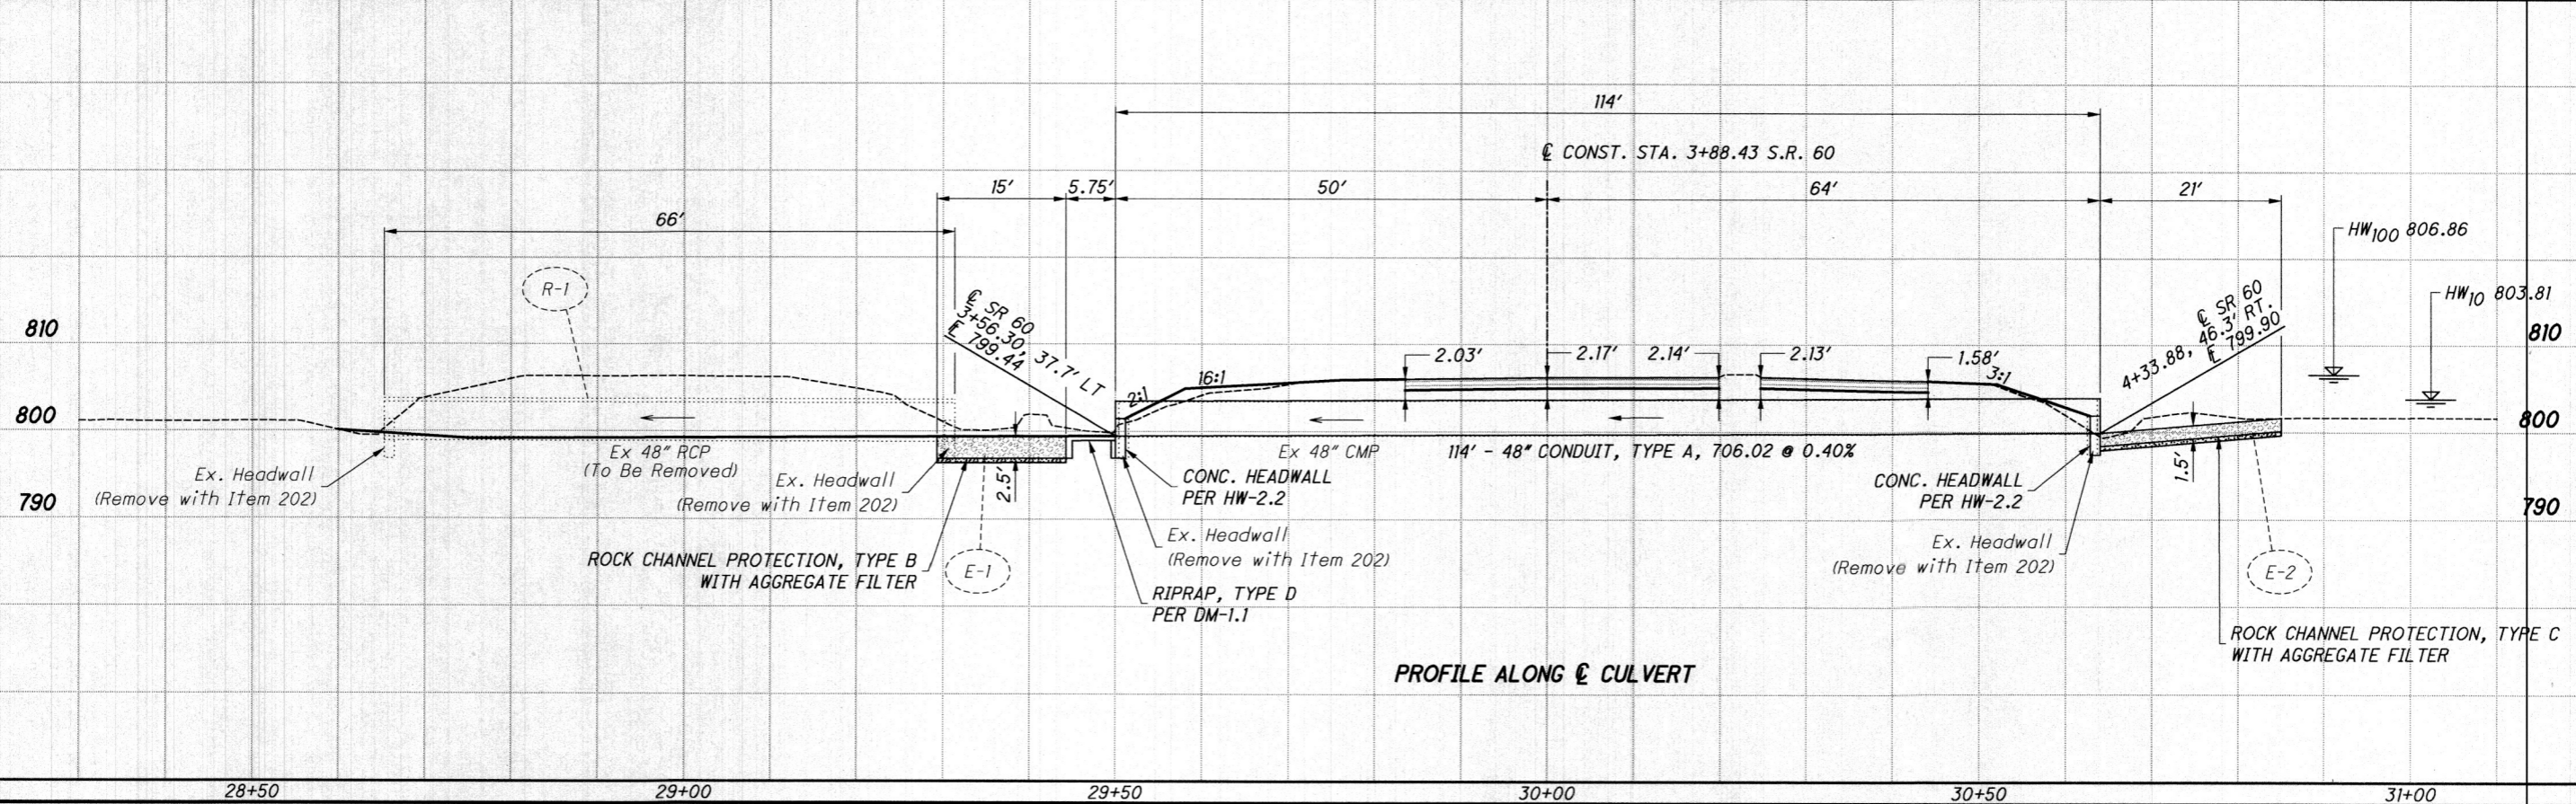 114'
℄ CONST. STA. 3+88.43 S.R. 60
15'
5.75'
50'
64'
21'
66'
HW100 806.86
HW10 803.81
R-1
℄ SR 60
3+56.30, 37.7' LT
℄ 799.44
℄ SR 60
4+33.88, 46.3' RT.
℄ 799.90
810
810
2.03'
2.17'
2.14'
2.13'
1.58'
2:1
16:1
3:1
800
800
Ex 48" RCP
(To Be Removed)
Ex 48" CMP
114' - 48" CONDUIT, TYPE A, 706.02 @ 0.40%
Ex. Headwall
(Remove with Item 202)
Ex. Headwall
(Remove with Item 202)
2.5'
CONC. HEADWALL
PER HW-2.2
CONC. HEADWALL
PER HW-2.2
1.5'
790
790
Ex. Headwall
(Remove with Item 202)
Ex. Headwall
(Remove with Item 202)
ROCK CHANNEL PROTECTION, TYPE B
WITH AGGREGATE FILTER
E-1
E-2
RIPRAP, TYPE D
PER DM-1.1
ROCK CHANNEL PROTECTION, TYPE C
WITH AGGREGATE FILTER
PROFILE ALONG ℄ CULVERT
28+50
29+00
29+50
30+00
30+50
31+00